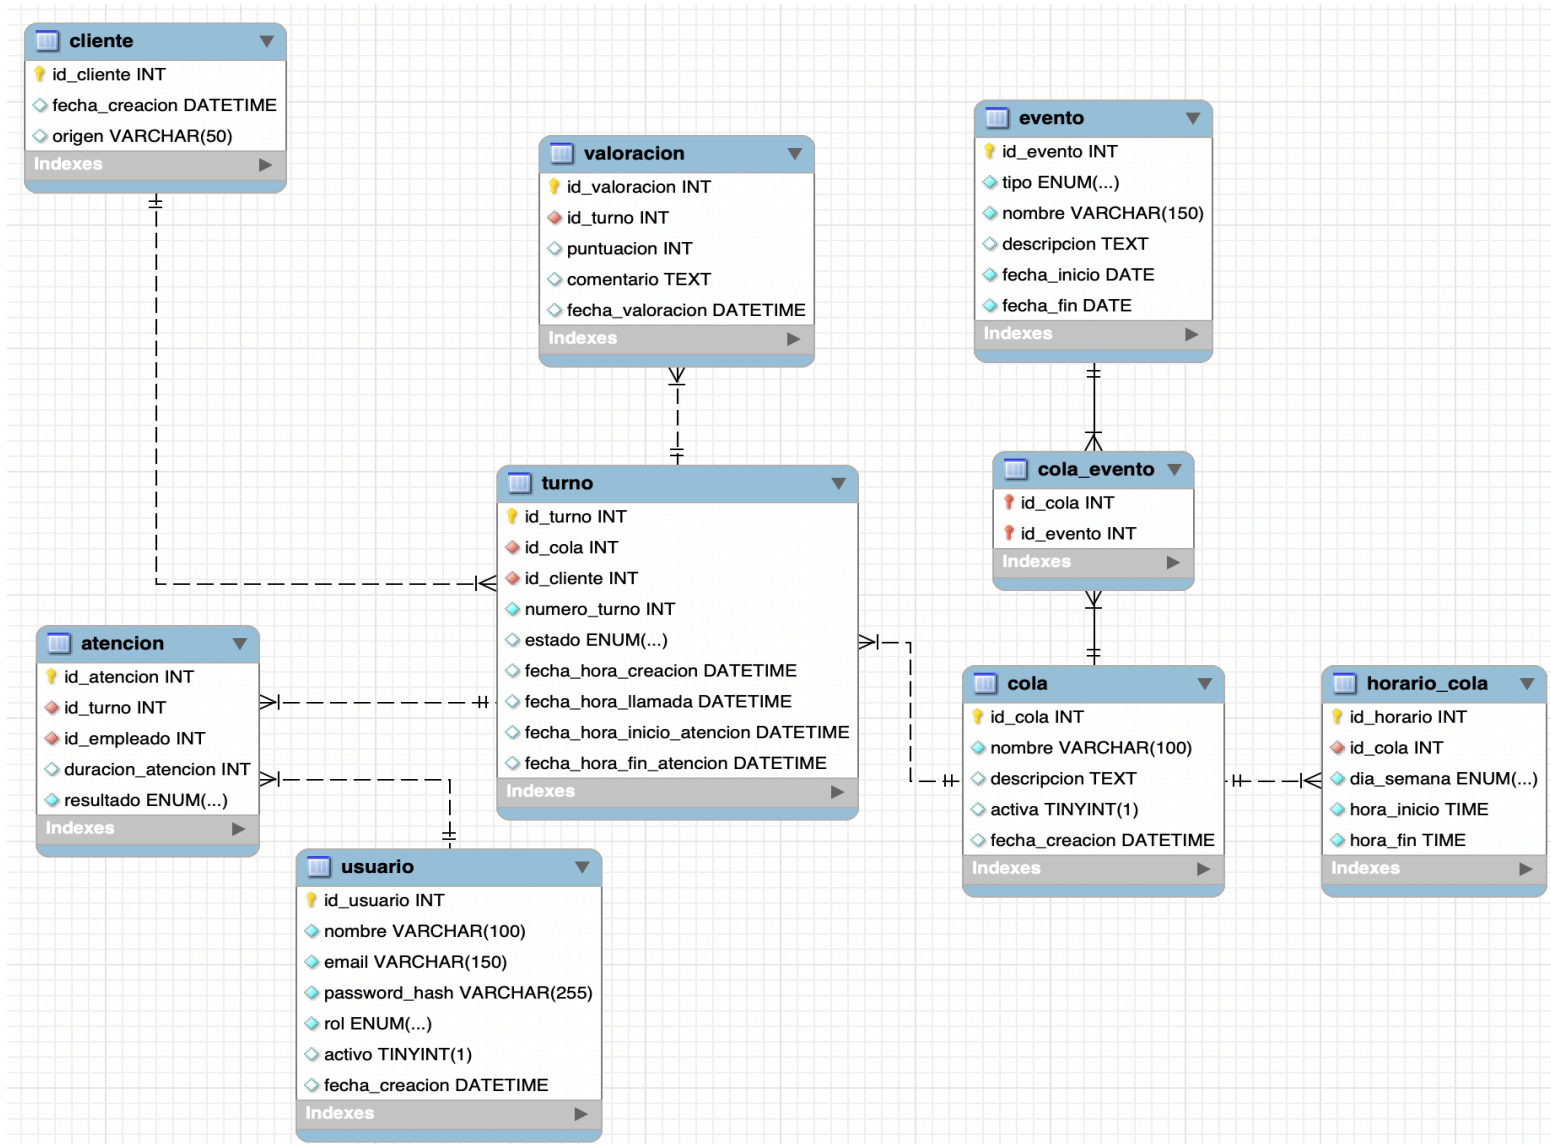 cliente
id_cliente INT
fecha_creacion DATETIME
origen VARCHAR(50)
Indexes
valoracion
id_valoracion INT
id_turno INT
puntuacion INT
comentario TEXT
fecha_valoracion DATETIME
Indexes
evento
id_evento INT
tipo ENUM(...)
nombre VARCHAR(150)
descripcion TEXT
fecha_inicio DATE
fecha_fin DATE
Indexes
turno
id_turno INT
id_cola INT
id_cliente INT
numero_turno INT
estado ENUM(...)
fecha_hora_creacion DATETIME
fecha_hora_llamada DATETIME
fecha_hora_inicio_atencion DATETIME
fecha_hora_fin_atencion DATETIME
Indexes
cola_evento
id_cola INT
id_evento INT
Indexes
atencion
id_atencion INT
id_turno INT
id_empleado INT
duracion_atencion INT
resultado ENUM(...)
Indexes
cola
id_cola INT
nombre VARCHAR(100)
descripcion TEXT
activa TINYINT(1)
fecha_creacion DATETIME
Indexes
horario_cola
id_horario INT
id_cola INT
dia_semana ENUM(...)
hora_inicio TIME
hora_fin TIME
Indexes
usuario
id_usuario INT
nombre VARCHAR(100)
email VARCHAR(150)
password_hash VARCHAR(255)
rol ENUM(...)
activo TINYINT(1)
fecha_creacion DATETIME
Indexes